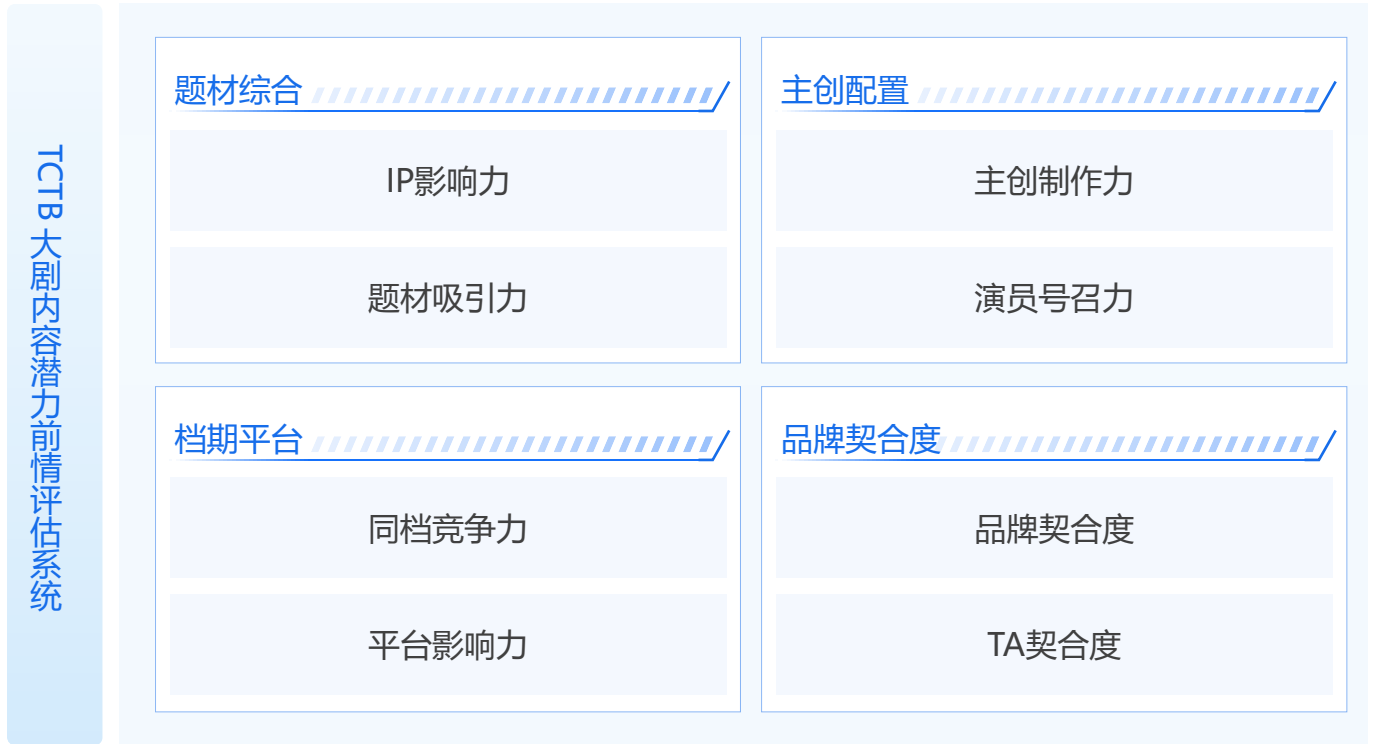 TCTB 大剧内容潜力前情评估系统
题材综合
IP影响力
题材吸引力
主创配置
主创制作力
演员号召力
档期平台
同档竞争力
平台影响力
品牌契合度
品牌契合度
TA契合度